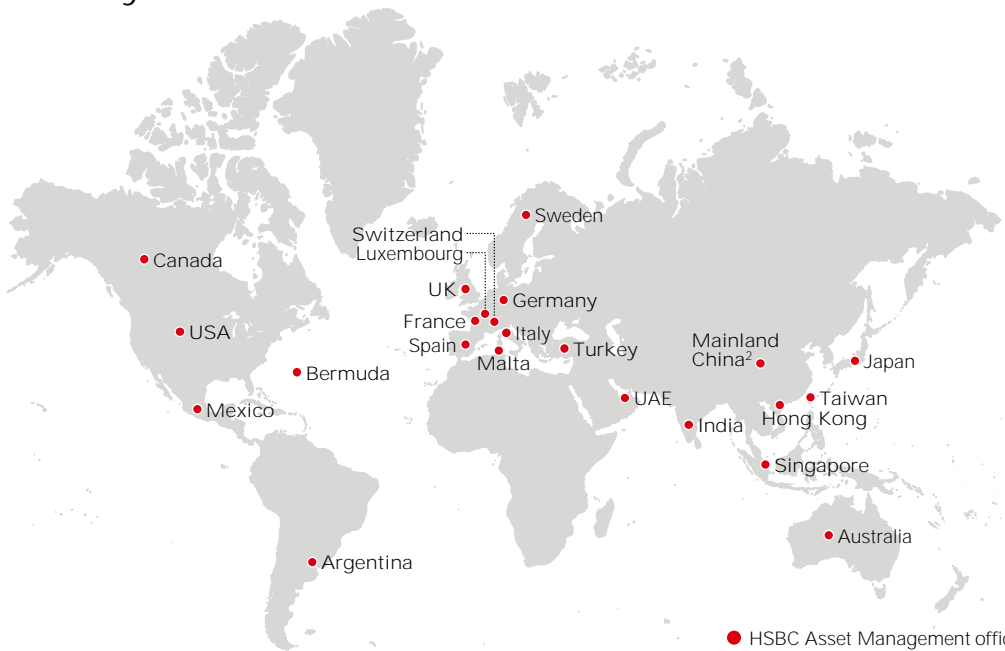 Sweden
Switzerland
Luxembourg
Canada
UK
Germany
France
Italy
USA
Spain
Malta
Turkey
Mainland
China²
Japan
Bermuda
UAE
Taiwan
Mexico
Hong Kong
India
Singapore
Australia
Argentina
HSBC Asset Management offic